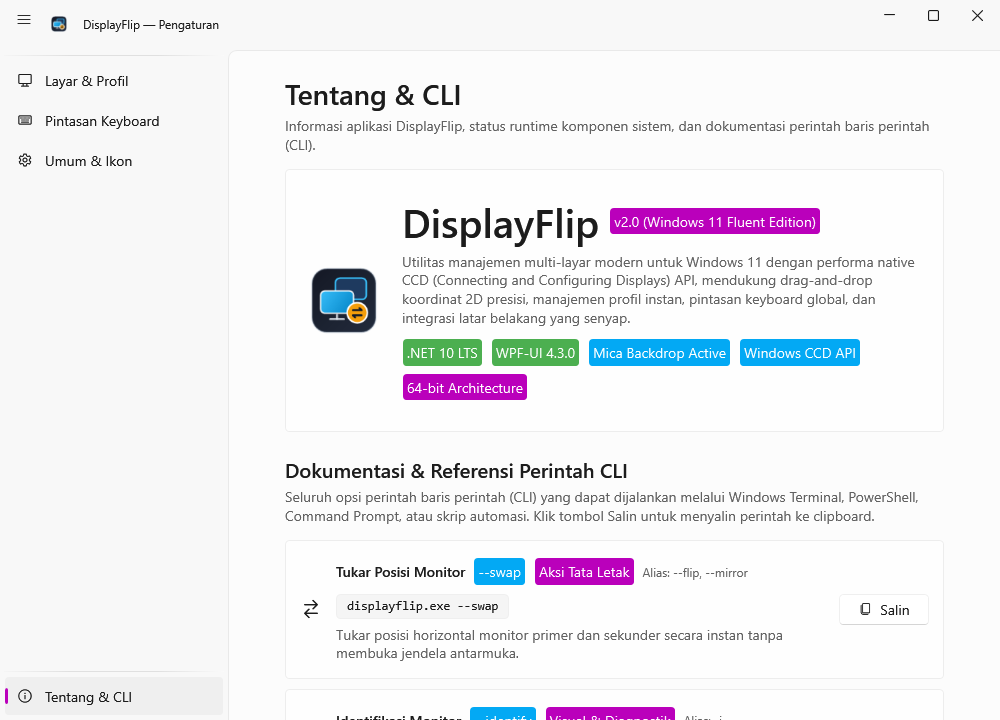 DisplayFlip — Pengaturan
Layar & Profil
Pintasan Keyboard
Umum & Ikon
Tentang & CLI
Tentang & CLI
Informasi aplikasi DisplayFlip, status runtime komponen sistem, dan dokumentasi perintah baris perintah
(CLI).
DisplayFlip v2.0 (Windows 11 Fluent Edition)
Utilitas manajemen multi-layar modern untuk Windows 11 dengan performa native
CCD (Connecting and Configuring Displays) API, mendukung drag-and-drop
koordinat 2D presisi, manajemen profil instan, pintasan keyboard global, dan
integrasi latar belakang yang senyap.
.NET 10 LTS WPF-UI 4.3.0 Mica Backdrop Active Windows CCD API
64-bit Architecture
Dokumentasi & Referensi Perintah CLI
Seluruh opsi perintah baris perintah (CLI) yang dapat dijalankan melalui Windows Terminal, PowerShell,
Command Prompt, atau skrip automasi. Klik tombol Salin untuk menyalin perintah ke clipboard.
Tukar Posisi Monitor --swap Aksi Tata Letak Alias: --flip, --mirror
displayflip.exe --swap
Salin
Tukar posisi horizontal monitor primer dan sekunder secara instan tanpa
membuka jendela antarmuka.
Identifikasi Monitor --identify Visual & Diagnostik Alias: -i